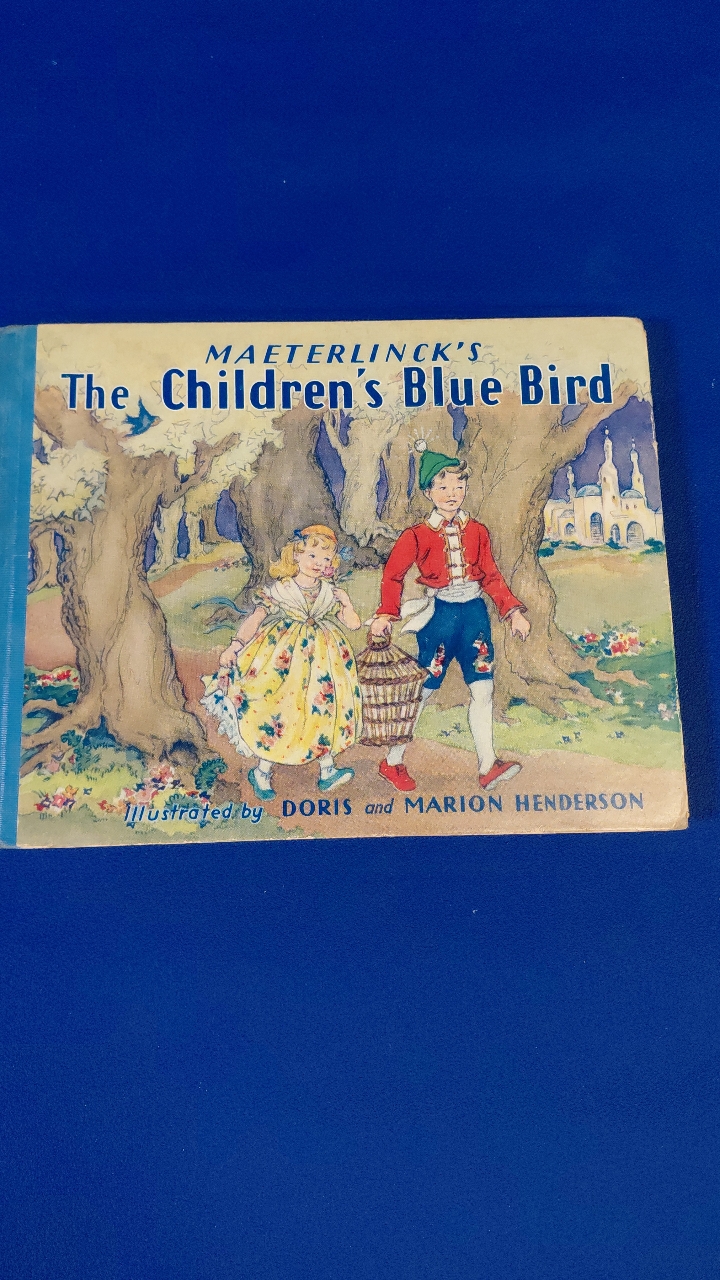 MAETERLINCK'S
The Children's Blue Bird
Illustrated by DORIS and MARION HENDERSON